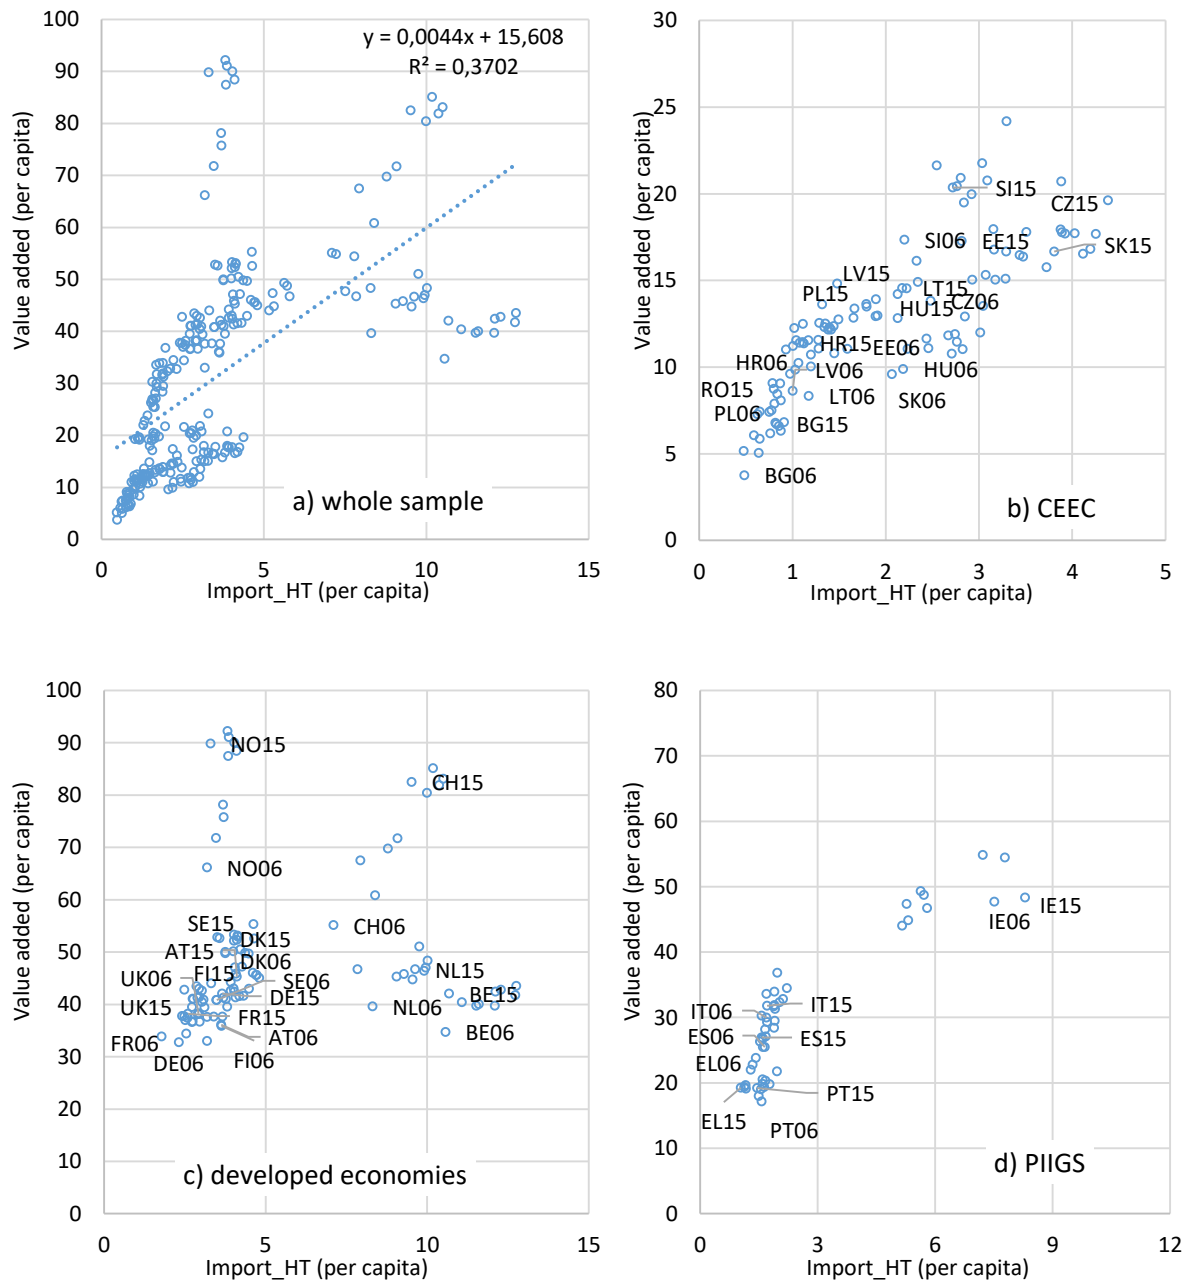 100
90
80
70
60
50
40
30
20
10
0
Value added (per capita)
y = 0,0044x + 15,608
R² = 0,3702
a) whole sample
0 5 10 15
Import_HT (per capita)
30
25
20
15
10
5
0
Value added (per capita)
SI15
CZ15
SI06
EE15
SK15
LV15
LT15
PL15
CZ06
HU15
HR15
EE06
HR06
LV06
HU06
RO15
LT06
SK06
PL06
BG15
BG06
b) CEEC
0 1 2 3 4 5
Import_HT (per capita)
100
90
80
70
60
50
40
30
20
10
0
Value added (per capita)
NO15
CH15
NO06
SE15
CH06
DK15
AT15
DK06
UK06
FI15
SE06
NL15
UK15
DE15
NL06
BE15
FR15
FR06
AT06
BE06
DE06
FI06
c) developed economies
0 5 10 15
Import_HT (per capita)
80
70
60
50
40
30
20
10
0
Value added (per capita)
IE15
IE06
IT06
IT15
ES06
ES15
EL06
PT15
EL15
PT06
d) PIIGS
0 3 6 9 12
Import_HT (per capita)